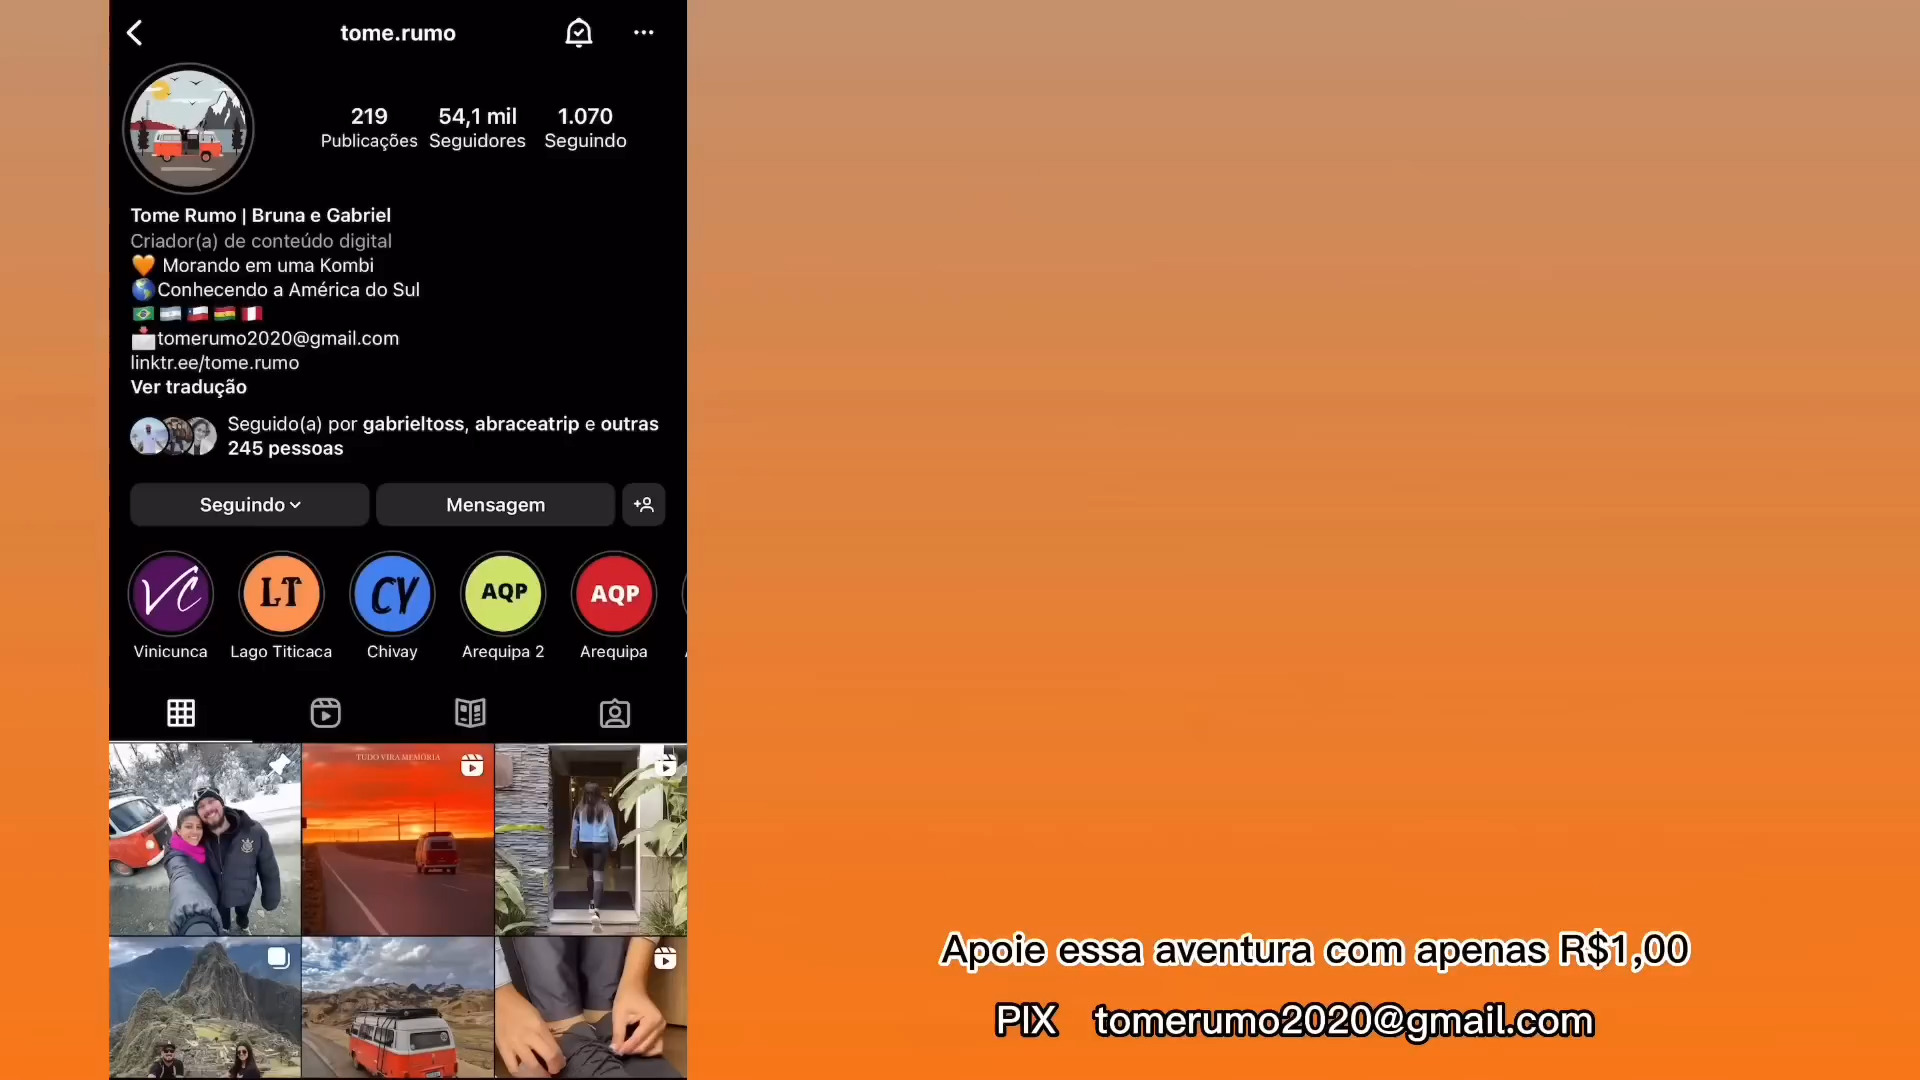 tome.rumo
219
Publicações
54,1 mil
Seguidores
1.070
Seguindo
Tome Rumo | Bruna e Gabriel
Criador(a) de conteúdo digital
🧡 Morando em uma Kombi
🌎Conhecendo a América do Sul
🇧🇷 🇦🇷 🇨🇱 🇧🇴 🇵🇪
📩tomerumo2020@gmail.com
linktr.ee/tome.rumo
Ver tradução
Seguido(a) por gabrieltoss, abraceatrip e outras
245 pessoas
Seguindo
Mensagem
VC
LT
CY
AQP
AQP
Vinicunca
Lago Titicaca
Chivay
Arequipa 2
Arequipa
TUDO VIRA MEMÓRIA
Apoie essa aventura com apenas R$1,00
PIX tomerumo2020@gmail.com